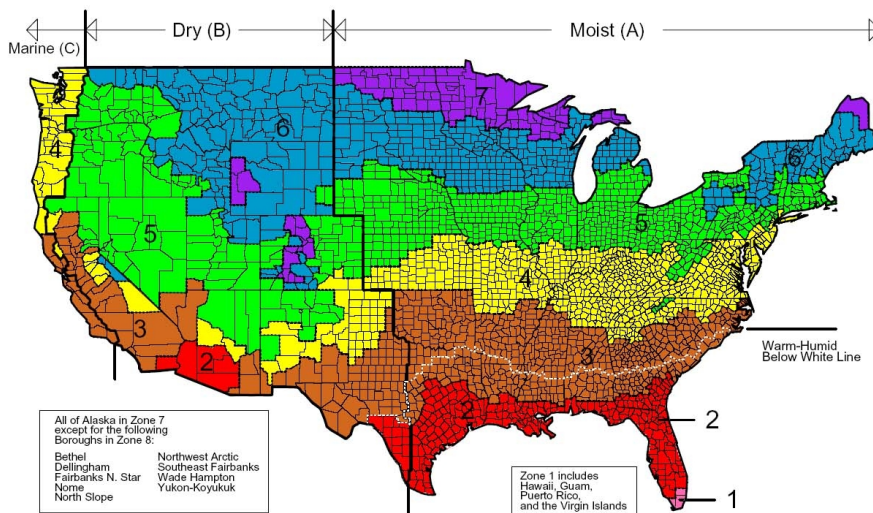 Marine (C)
Dry (B)
Moist (A)
7
6
6
4
5
5
4
3
3
2
2
Warm-Humid
Below White Line
2
1
All of Alaska in Zone 7
except for the following
Boroughs in Zone 8:
Bethel
Dellingham
Fairbanks N. Star
Nome
North Slope
Northwest Arctic
Southeast Fairbanks
Wade Hampton
Yukon-Koyukuk
Zone 1 includes
Hawaii, Guam,
Puerto Rico,
and the Virgin Islands